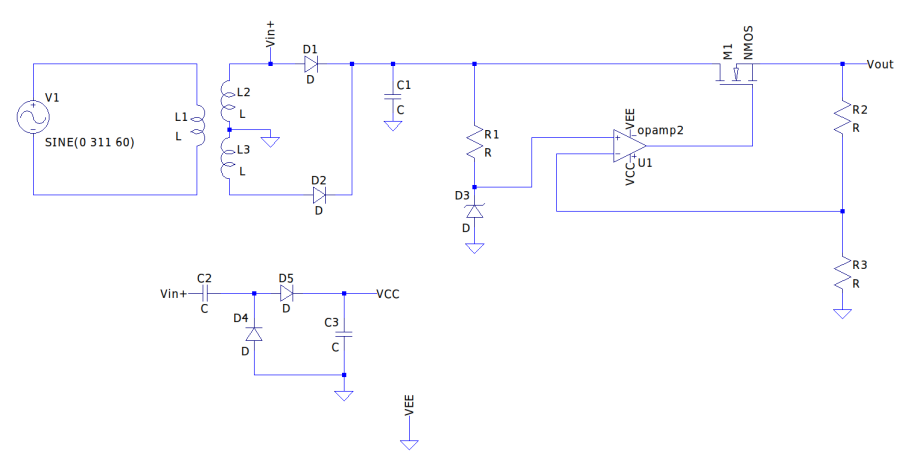 Vin+
D1
D
V1
SINE(0 311 60)
L1
L
L2
L
L3
L
D2
D
C1
C
R1
R
D3
D
VEE
opamp2
U1
VCC
M1
NMOS
Vout
R2
R
R3
R
Vin+
C2
C
D5
D
VCC
D4
D
C3
C
VEE